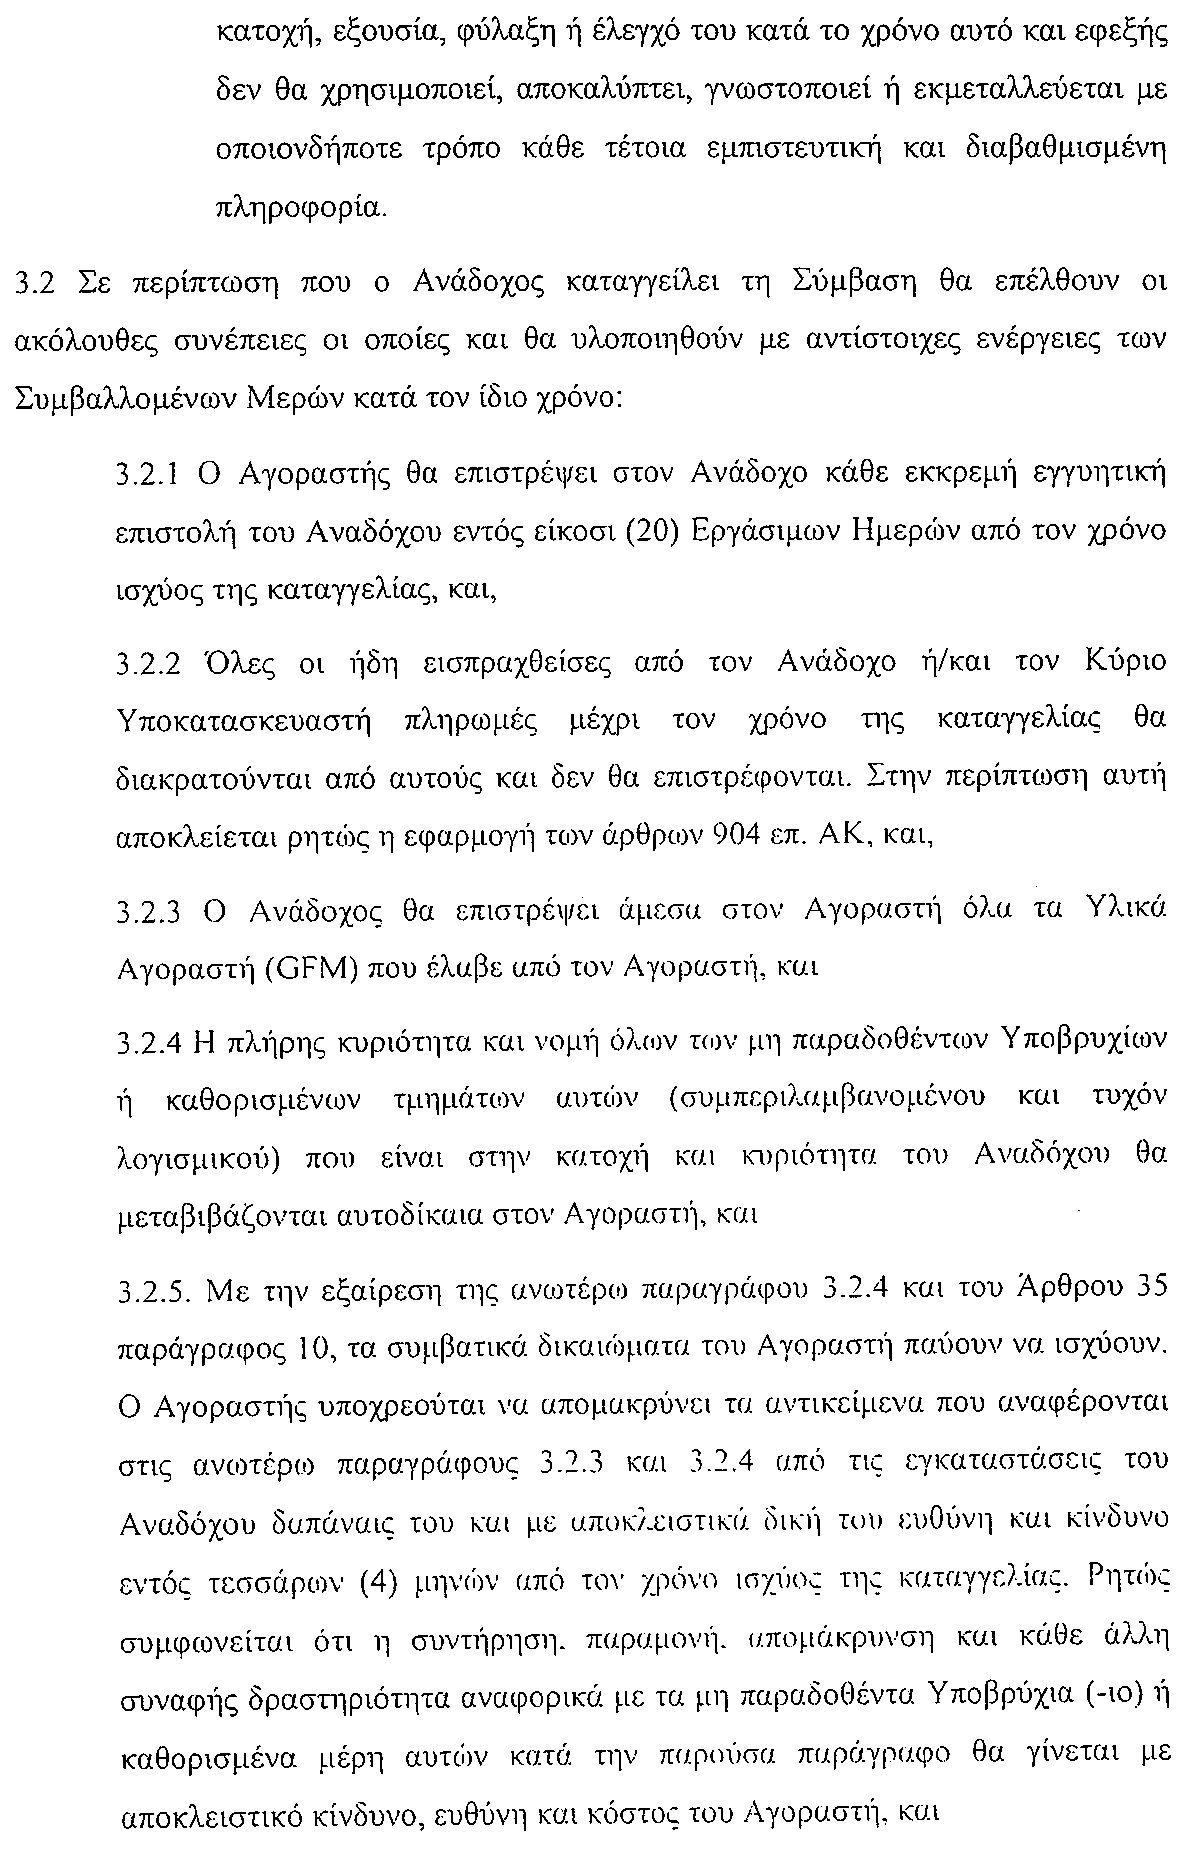 κατοχή, εξουσία, φύλαξη ή έλεγχό του κατά το χρόνο αυτό και εφεξής
δεν θα χρησιμοποιεί, αποκαλύπτει, γνωστοποιεί ή εκμεταλλεύεται με
οποιονδήποτε τρόπο κάθε τέτοια εμπιστευτική και διαβαθμισμένη
πληροφορία.
3.2 Σε περίπτωση που ο Ανάδοχος καταγγείλει τη Σύμβαση θα επέλθουν οι
ακόλουθες συνέπειες οι οποίες και θα υλοποιηθούν με αντίστοιχες ενέργειες των
Συμβαλλομένων Μερών κατά τον ίδιο χρόνο:
3.2.1 Ο Αγοραστής θα επιστρέψει στον Ανάδοχο κάθε εκκρεμή εγγυητική
επιστολή του Αναδόχου εντός είκοσι (20) Εργάσιμων Ημερών από τον χρόνο
ισχύος της καταγγελίας, και,
3.2.2 Όλες οι ήδη εισπραχθείσες από τον Ανάδοχο ή/και τον Κύριο
Υποκατασκευαστή πληρωμές μέχρι τον χρόνο της καταγγελίας θα
διακρατούνται από αυτούς και δεν θα επιστρέφονται. Στην περίπτωση αυτή
αποκλείεται ρητώς η εφαρμογή των άρθρων 904 επ. ΑΚ, και,
3.2.3 Ο Ανάδοχος θα επιστρέψει άμεσα στον Αγοραστή όλα τα Υλικά
Αγοραστή (GFM) που έλαβε από τον Αγοραστή, και
3.2.4 Η πλήρης κυριότητα και νομή όλων των μη παραδοθέντων Υποβρυχίων
ή καθορισμένων τμημάτων αυτών (συμπεριλαμβανομένου και τυχόν
λογισμικού) που είναι στην κατοχή και κυριότητα του Αναδόχου θα
μεταβιβάζονται αυτοδίκαια στον Αγοραστή, και
3.2.5. Με την εξαίρεση της ανωτέρω παραγράφου 3.2.4 και του Άρθρου 35
παράγραφος 10, τα συμβατικά δικαιώματα του Αγοραστή παύουν να ισχύουν.
Ο Αγοραστής υποχρεούται να απομακρύνει τα αντικείμενα που αναφέρονται
στις ανωτέρω παραγράφους 3.2.3 και 3.2.4 από τις εγκαταστάσεις του
Αναδόχου δαπάναις του και με αποκλειστικά δική του ευθύνη και κίνδυνο
εντός τεσσάρων (4) μηνών από τον χρόνο ισχύος της καταγγελίας. Ρητώς
συμφωνείται ότι η συντήρηση, παραμονή, απομάκρυνση και κάθε άλλη
συναφής δραστηριότητα αναφορικά με τα μη παραδοθέντα Υποβρύχια (-ιο) ή
καθορισμένα μέρη αυτών κατά την παρούσα παράγραφο θα γίνεται με
αποκλειστικό κίνδυνο, ευθύνη και κόστος του Αγοραστή, και